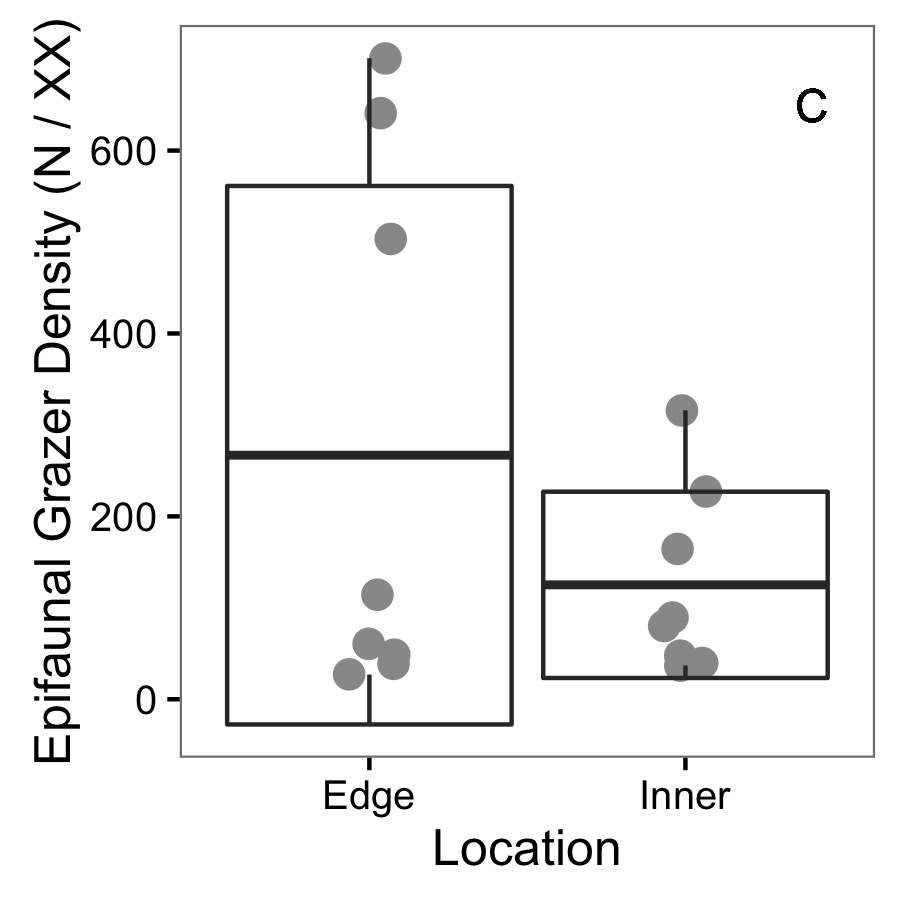 Epifaunal Grazer Density (N / XX)
C
600
400
200
0
Edge
Inner
Location